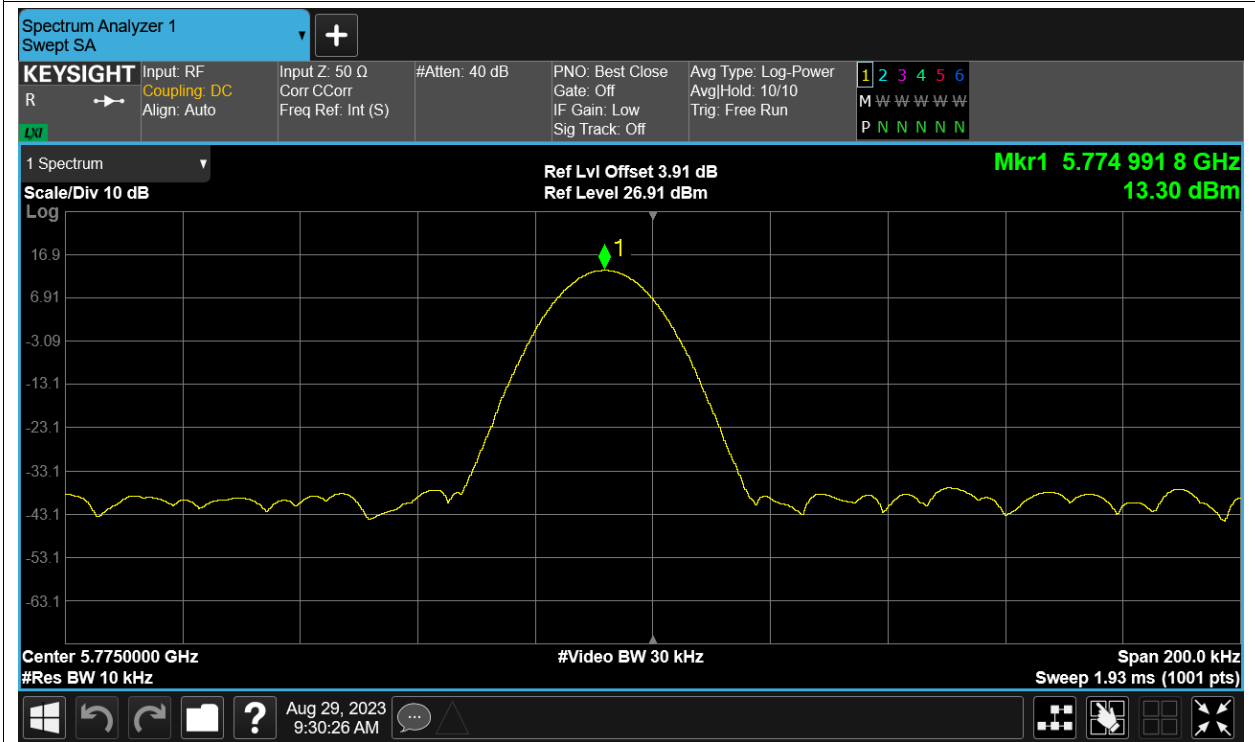 Spectrum Analyzer 1
Swept SA
+
KEYSIGHT
R
LXI
Input: RF
Coupling: DC
Align: Auto
Input Z: 50 Ω
Corr CCorr
Freq Ref: Int (S)
#Atten: 40 dB
PNO: Best Close
Gate: Off
IF Gain: Low
Sig Track: Off
Avg Type: Log-Power
Avg|Hold: 10/10
Trig: Free Run
1 2 3 4 5 6
M W W W W W
P N N N N N
1 Spectrum
Scale/Div 10 dB
Log
Ref Lvl Offset 3.91 dB
Ref Level 26.91 dBm
Mkr1 5.774 991 8 GHz
13.30 dBm
1
16.9
6.91
-3.09
-13.1
-23.1
-33.1
-43.1
-53.1
-63.1
Center 5.7750000 GHz
#Res BW 10 kHz
#Video BW 30 kHz
Span 200.0 kHz
Sweep 1.93 ms (1001 pts)
?
Aug 29, 2023
9:30:26 AM